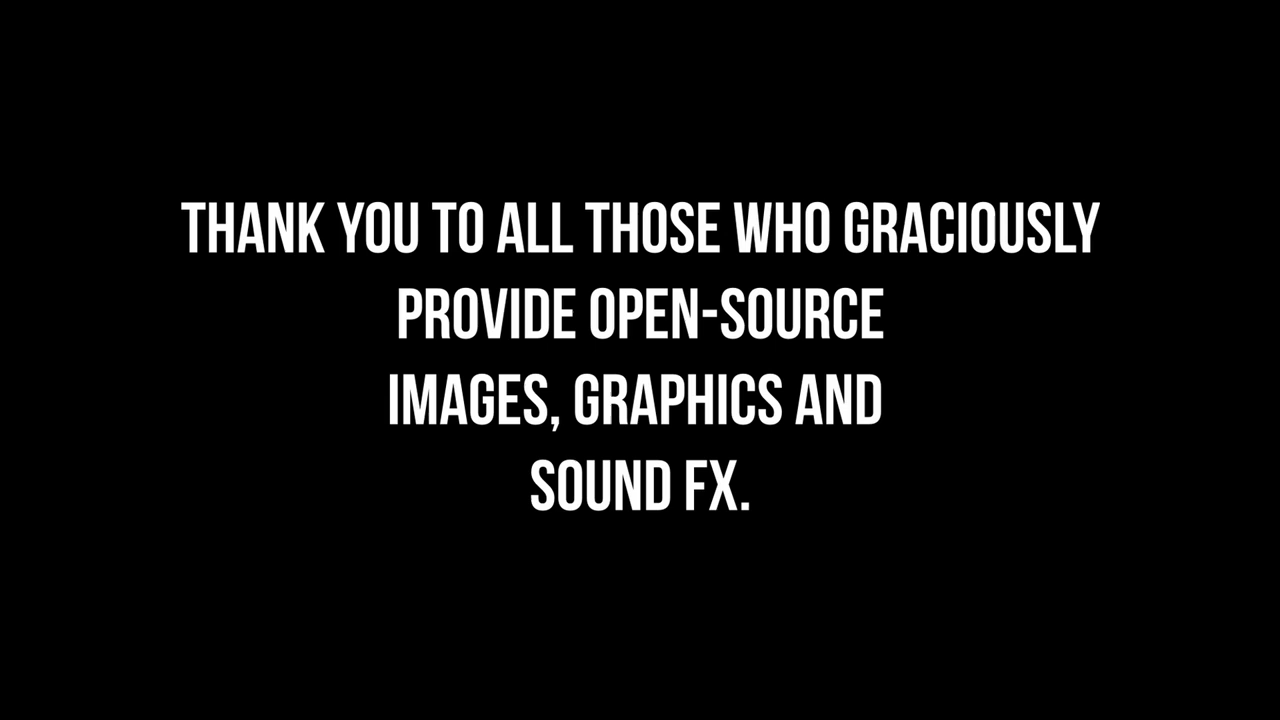 THANK YOU TO ALL THOSE WHO GRACIOUSLY
PROVIDE OPEN-SOURCE
IMAGES, GRAPHICS AND
SOUND FX.